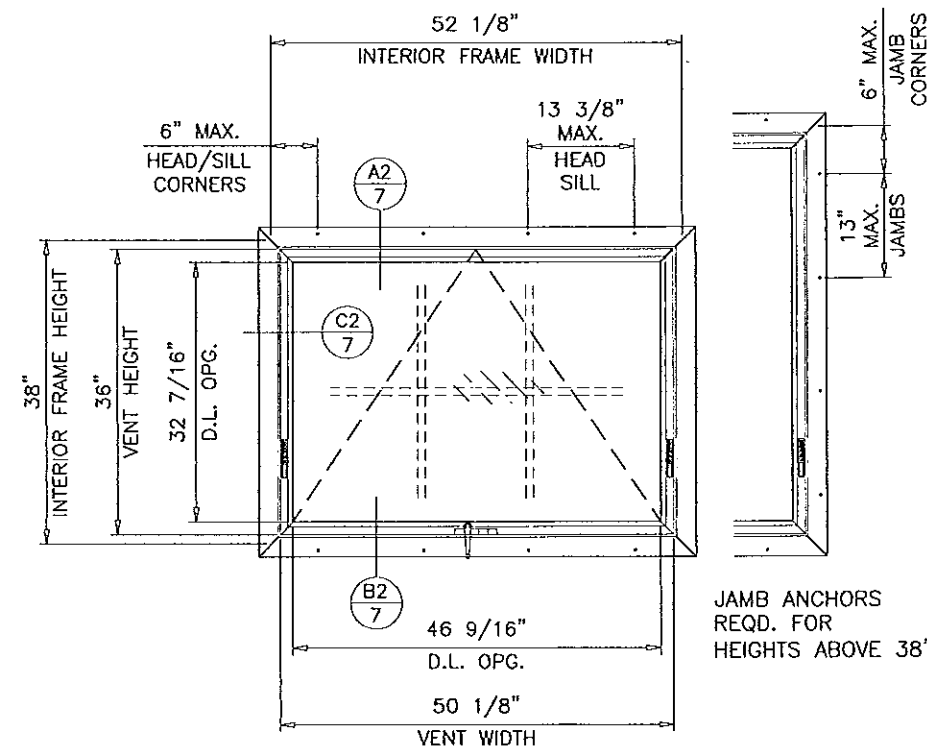 52 1/8"
INTERIOR FRAME WIDTH
6" MAX.
HEAD/SILL
CORNERS
13 3/8"
MAX.
HEAD
SILL
6" MAX.
JAMB
CORNERS
13"
MAX.
JAMBS
A2
7
C2
7
38"
INTERIOR FRAME HEIGHT
36"
VENT HEIGHT
32 7/16"
D.L. OPG.
B2
7
46 9/16"
D.L. OPG.
50 1/8"
VENT WIDTH
JAMB ANCHORS
REQD. FOR
HEIGHTS ABOVE 38'